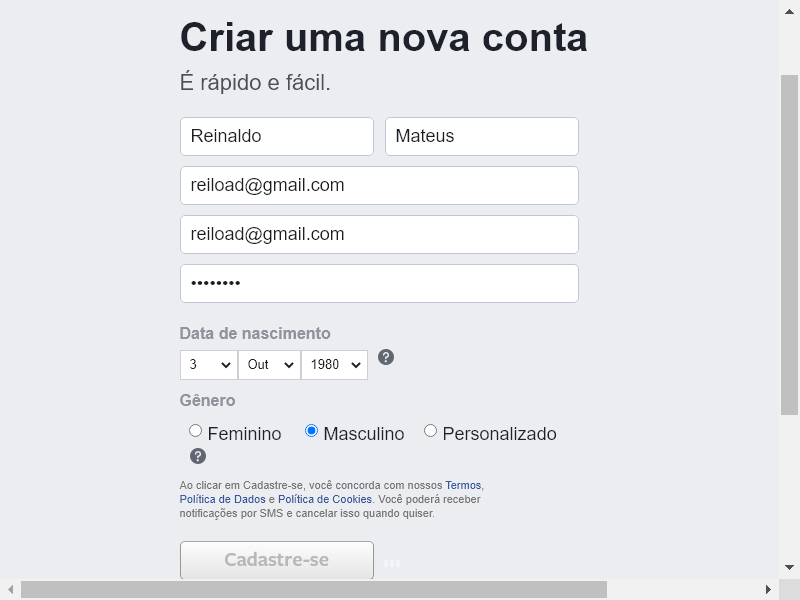 Criar uma nova conta
É rápido e fácil.
Reinaldo Mateus
reiload@gmail.com
reiload@gmail.com
••••••••
Data de nascimento
3 Out 1980 ?
Gênero
Feminino Masculino Personalizado
?
Ao clicar em Cadastre-se, você concorda com nossos Termos,
Política de Dados e Política de Cookies. Você poderá receber
notificações por SMS e cancelar isso quando quiser.
Cadastre-se